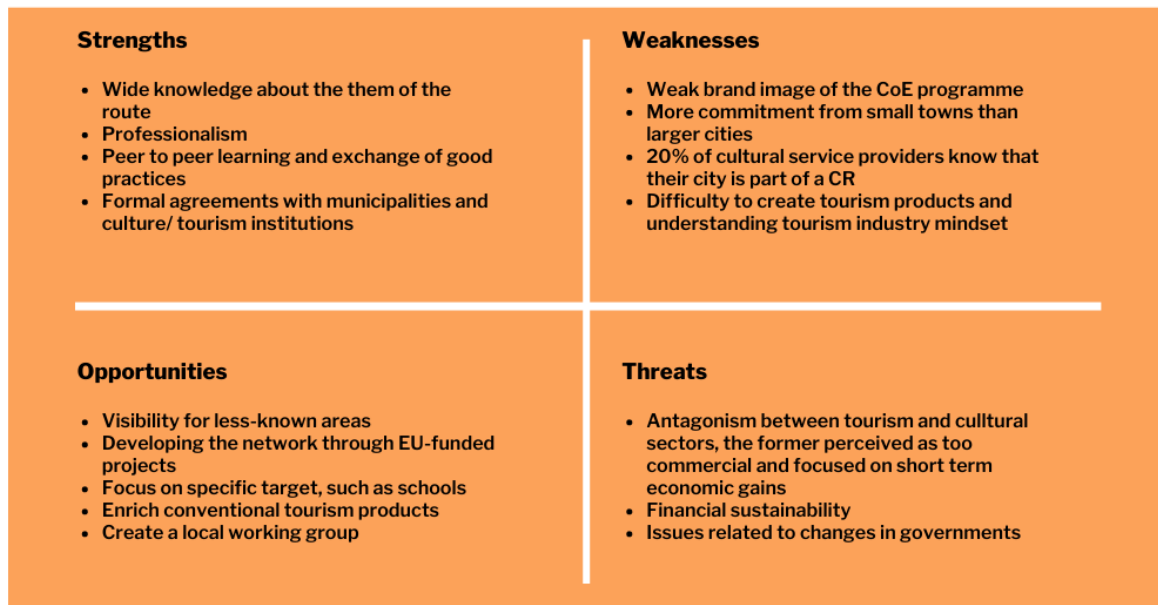 Strengths
• Wide knowledge about the them of the
route
• Professionalism
• Peer to peer learning and exchange of good
practices
• Formal agreements with municipalities and
culture/ tourism institutions
Weaknesses
• Weak brand image of the CoE programme
• More commitment from small towns than
larger cities
• 20% of cultural service providers know that
their city is part of a CR
• Difficulty to create tourism products and
understanding tourism industry mindset
Opportunities
• Visibility for less-known areas
• Developing the network through EU-funded
projects
• Focus on specific target, such as schools
• Enrich conventional tourism products
• Create a local working group
Threats
• Antagonism between tourism and culltural
sectors, the former perceived as too
commercial and focused on short term
economic gains
• Financial sustainability
• Issues related to changes in governments